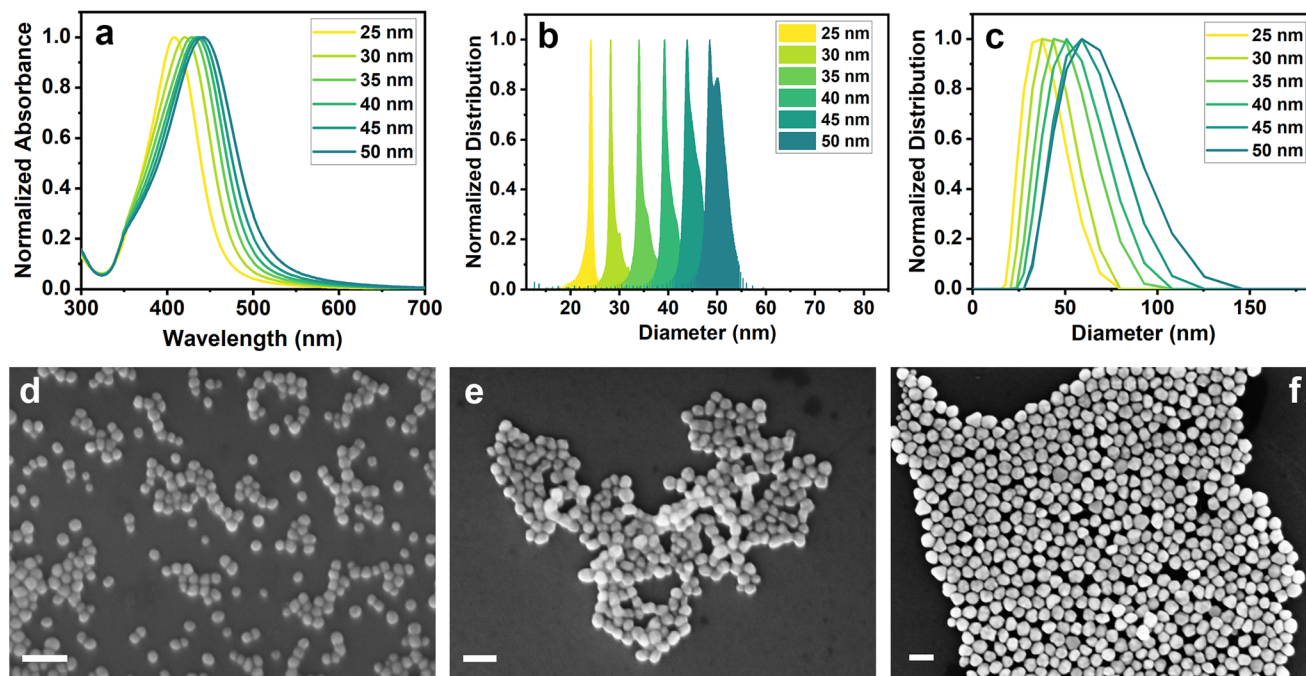 a
25 nm
30 nm
35 nm
40 nm
45 nm
50 nm
1.0
0.8
0.6
0.4
0.2
0.0
Normalized Absorbance
300
400
500
600
700
Wavelength (nm)
b
25 nm
30 nm
35 nm
40 nm
45 nm
50 nm
1.0
0.8
0.6
0.4
0.2
0.0
Normalized Distribution
20
30
40
50
60
70
80
Diameter (nm)
c
25 nm
30 nm
35 nm
40 nm
45 nm
50 nm
1.0
0.8
0.6
0.4
0.2
0.0
Normalized Distribution
0
50
100
150
Diameter (nm)
d
e
f